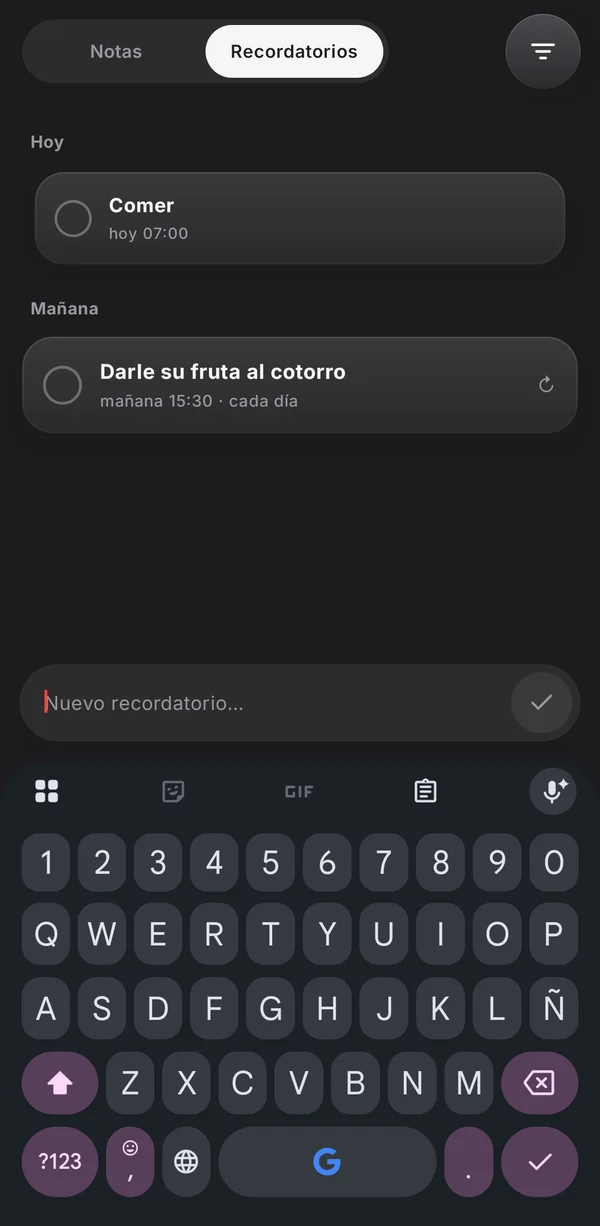 Notas
Recordatorios
Hoy
Comer
hoy 07:00
Mañana
Darle su fruta al cotorro
mañana 15:30 · cada día
Nuevo recordatorio...
GIF
1 2 3 4 5 6 7 8 9 0
Q W E R T Y U I O P
A S D F G H J K L Ñ
Z X C V B N M
?123 , G .